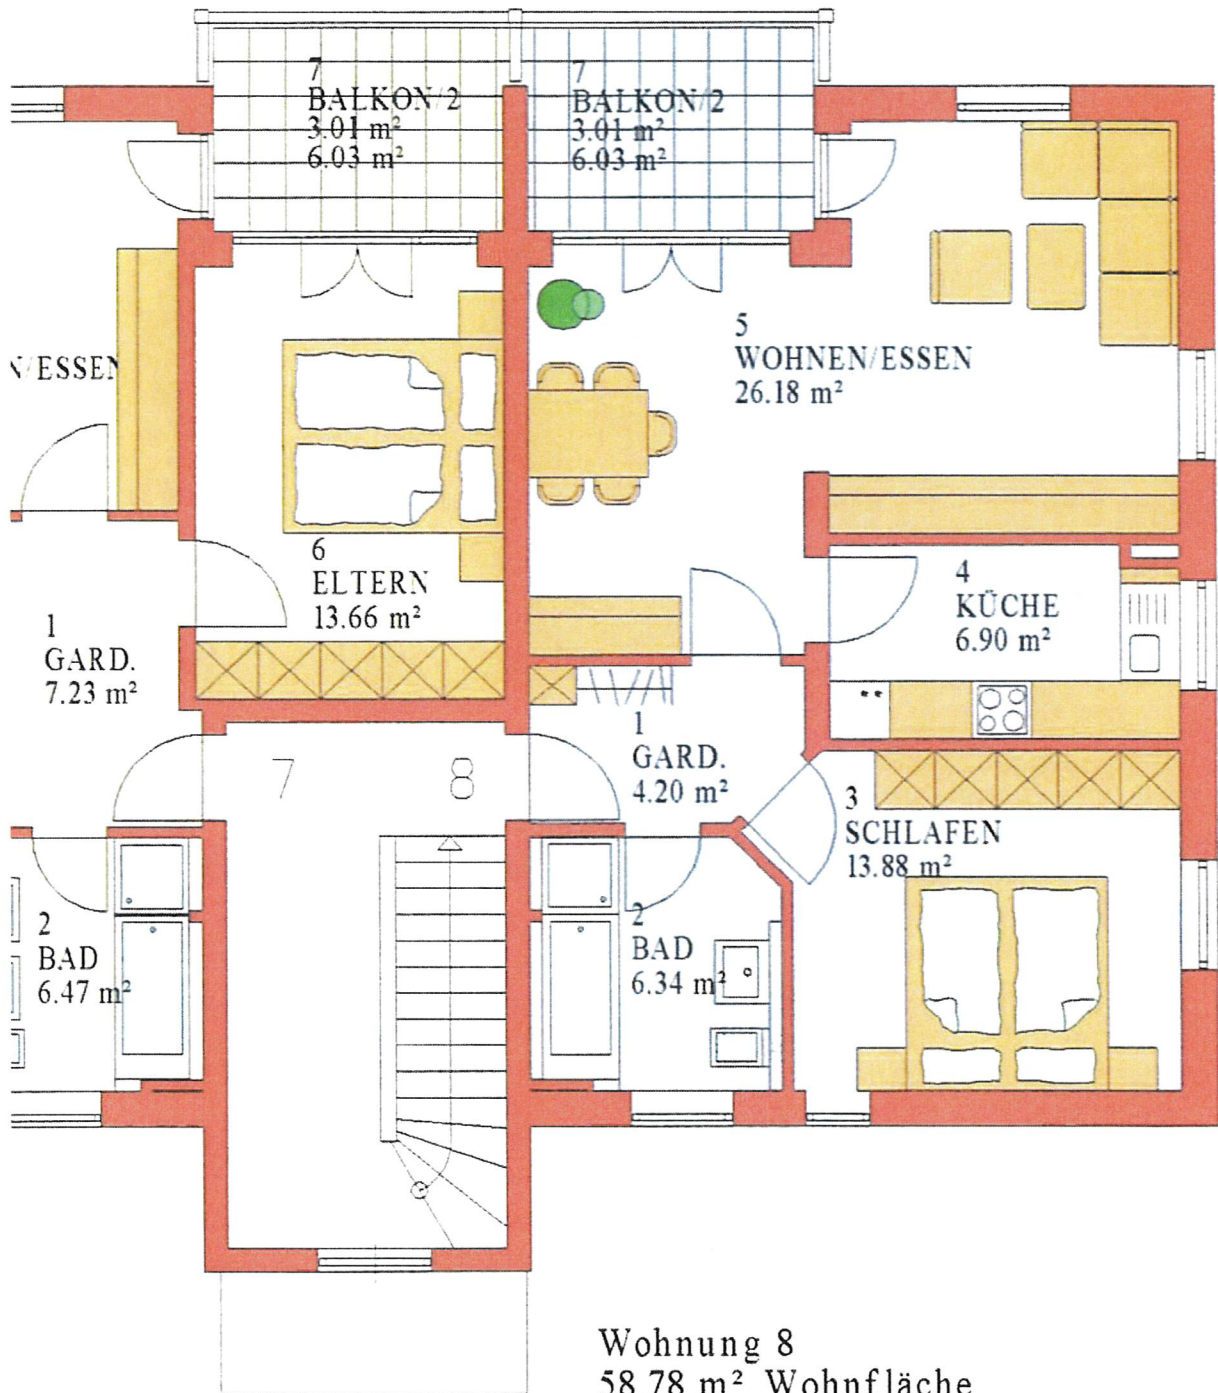 7
BALKON/2
3.01 m²
6.03 m²
7
BALKON/2
3.01 m²
6.03 m²
N/ESSEN
5
WOHNEN/ESSEN
26.18 m²
6
ELTERN
13.66 m²
4
KÜCHE
6.90 m²
1
GARD.
7.23 m²
**
1
GARD.
4.20 m²
7
8
3
SCHLAFEN
13.88 m²
2
BAD
6.47 m²
2
BAD
6.34 m²
Wohnung 8
58.78 m² Wohnfläche